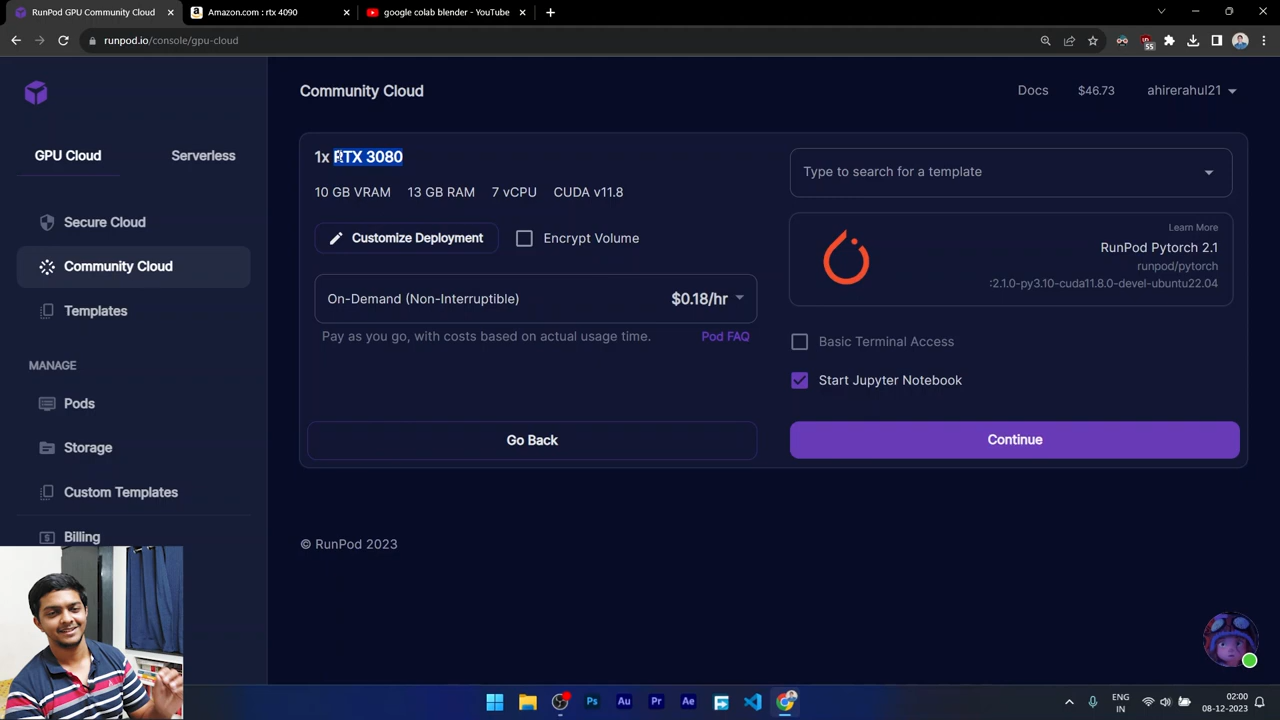 RunPod GPU Community Cloud
Amazon.com : rtx 4090
google colab blender - YouTube
runpod.io/console/gpu-cloud
55
GPU Cloud
Serverless
Secure Cloud
Community Cloud
Templates
MANAGE
Pods
Storage
Custom Templates
Billing
Community Cloud
Docs
$46.73
ahirerahul21
1x RTX 3080
10 GB VRAM 13 GB RAM 7 vCPU CUDA v11.8
Customize Deployment
Encrypt Volume
On-Demand (Non-Interruptible)
$0.18/hr
Pay as you go, with costs based on actual usage time.
Pod FAQ
Go Back
Type to search for a template
Learn More
RunPod Pytorch 2.1
runpod/pytorch
:2.1.0-py3.10-cuda11.8.0-devel-ubuntu22.04
Basic Terminal Access
Start Jupyter Notebook
Continue
© RunPod 2023
Ps
Au
Pr
Ae
ENG
IN
02:00
08-12-2023